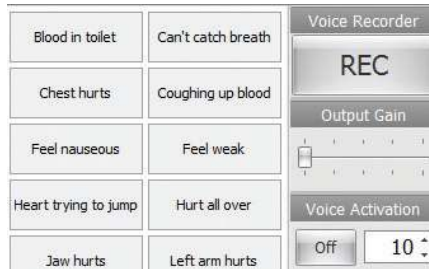 Blood in toilet
Can't catch breath
Chest hurts
Coughing up blood
Feel nauseous
Feel weak
Heart trying to jump
Hurt all over
Jaw hurts
Left arm hurts
Voice Recorder
REC
Output Gain
Voice Activation
Off
10